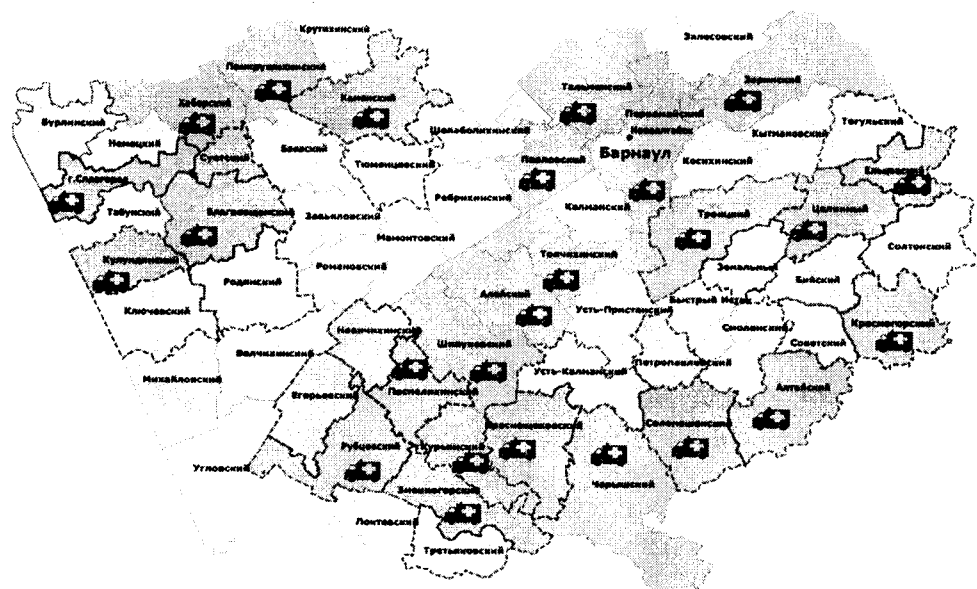 Крутихинский
Залесовский
Панкрушихинский
Каменский
Хабарский
Тальменский
Заринский
Первомайский
Новоалтайск
Бурлинский
Немецкий
Суетский
Баевский
Тюменцевский
Шелаболихинский
Павловский
Барнаул
Косихинский
Кытмановский
Тогульский
Ельцовский
г.Славгород
Табунский
Благовещенский
Завьяловский
Ребрихинский
Калманский
Троицкий
Целинный
Солтонский
Мамонтовский
Кулундинский
Родинский
Романовский
Топчихинский
Зональный
Бийский
Ключевский
Алейский
Усть-Пристанский
Быстрый Исток
Смоленский
Красногорский
Советский
Новичихинский
Шипуновский
Волчихинский
Михайловский
Усть-Калманский
Петропавловский
Алтайский
Поспелихинский
Егорьевский
Краснощековский
Солонешенский
Рубцовский
Курьинский
Угловский
Змеиногорский
Чарышский
Локтевский
Третьяковский